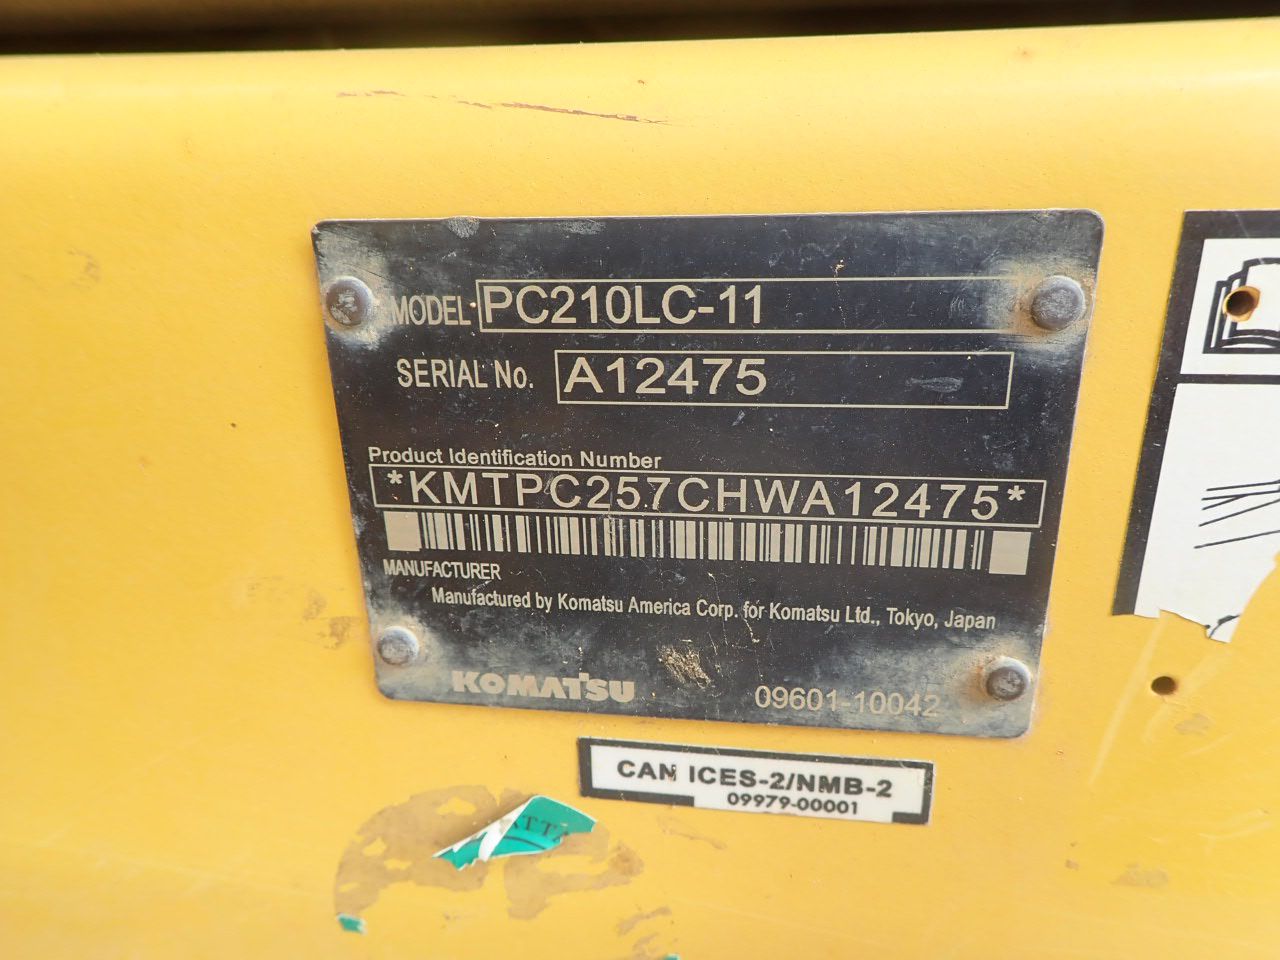 MODEL PC210LC-11
SERIAL No. A12475
Product Identification Number
*KMTPC257CHWA12475*
MANUFACTURER
Manufactured by Komatsu America Corp. for Komatsu Ltd., Tokyo, Japan
KOMATSU 09601-10042
CAN ICES-2/NMB-2
09979-00001